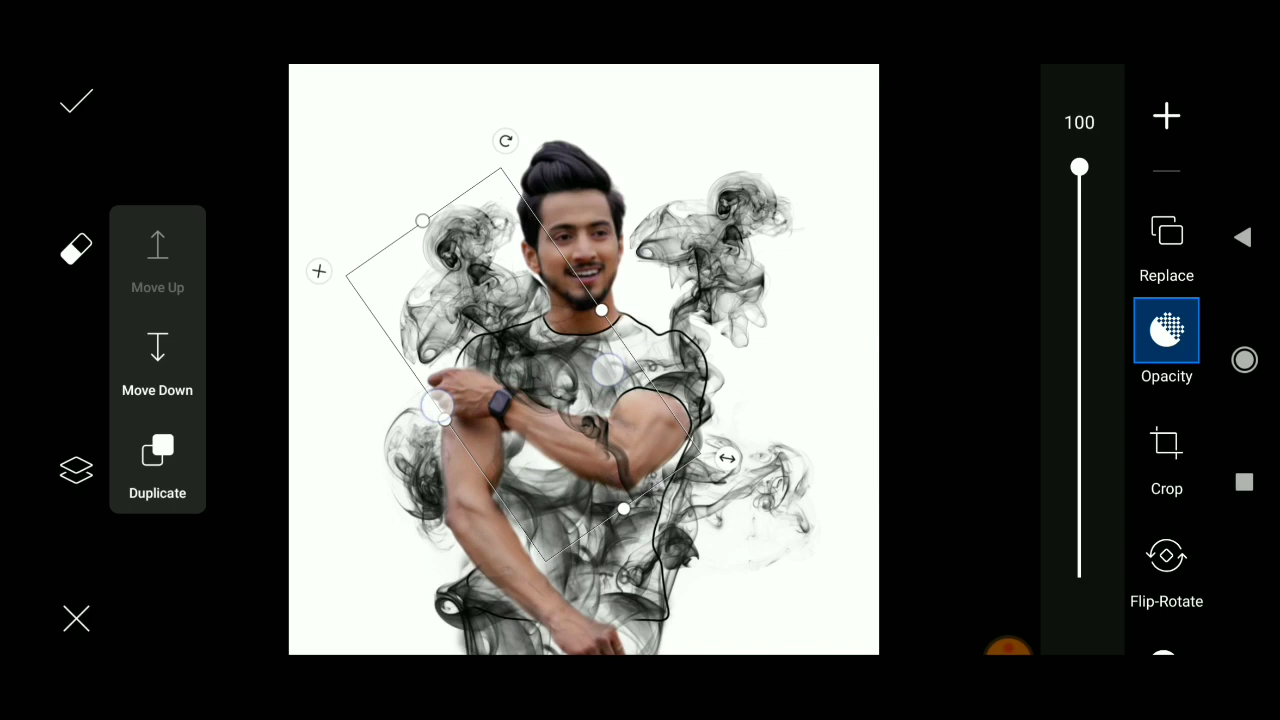 Move Up
Move Down
Duplicate
100
Replace
Opacity
Crop
Flip-Rotate